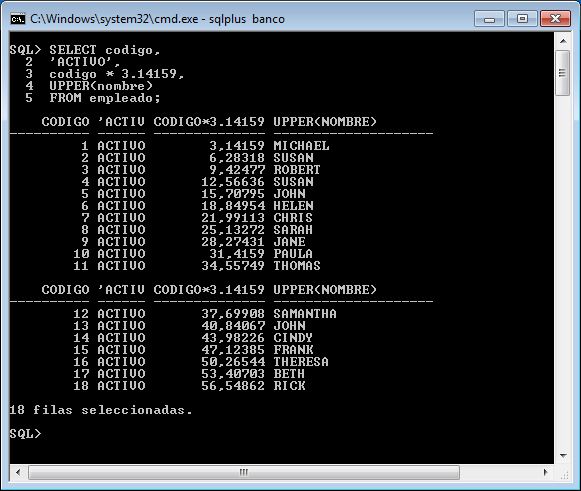 C:\Windows\system32\cmd.exe - sqlplus banco
SQL> SELECT codigo,
  2  'ACTIVO',
  3  codigo * 3.14159,
  4  UPPER(nombre)
  5  FROM empleado;
    CODIGO 'ACTIV CODIGO*3.14159 UPPER(NOMBRE)
---------- ------ -------------- --------------------
         1 ACTIVO        3,14159 MICHAEL
         2 ACTIVO        6,28318 SUSAN
         3 ACTIVO        9,42477 ROBERT
         4 ACTIVO       12,56636 SUSAN
         5 ACTIVO       15,70795 JOHN
         6 ACTIVO       18,84954 HELEN
         7 ACTIVO       21,99113 CHRIS
         8 ACTIVO       25,13272 SARAH
         9 ACTIVO       28,27431 JANE
        10 ACTIVO        31,4159 PAULA
        11 ACTIVO       34,55749 THOMAS
    CODIGO 'ACTIV CODIGO*3.14159 UPPER(NOMBRE)
---------- ------ -------------- --------------------
        12 ACTIVO       37,69908 SAMANTHA
        13 ACTIVO       40,84067 JOHN
        14 ACTIVO       43,98226 CINDY
        15 ACTIVO       47,12385 FRANK
        16 ACTIVO       50,26544 THERESA
        17 ACTIVO       53,40703 BETH
        18 ACTIVO       56,54862 RICK
18 filas seleccionadas.
SQL>